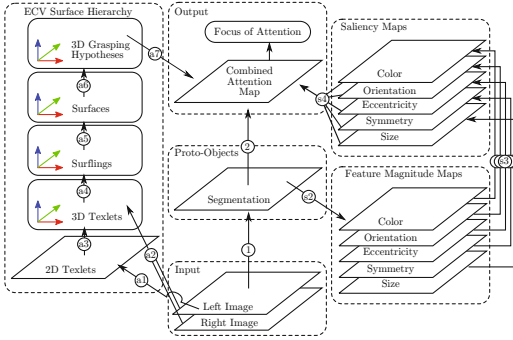 ECV Surface Hierarchy
3D Grasping
Hypotheses
a7
a6
Surfaces
a5
Surflings
a4
3D Texlets
a3
a2
2D Texlets
a1
Output
Focus of Attention
Combined
Attention
Map
2
Proto-Objects
Segmentation
s2
1
Input
Left Image
Right Image
Saliency Maps
Color
Orientation
Eccentricity
Symmetry
Size
s4
s3
Feature Magnitude Maps
Color
Orientation
Eccentricity
Symmetry
Size